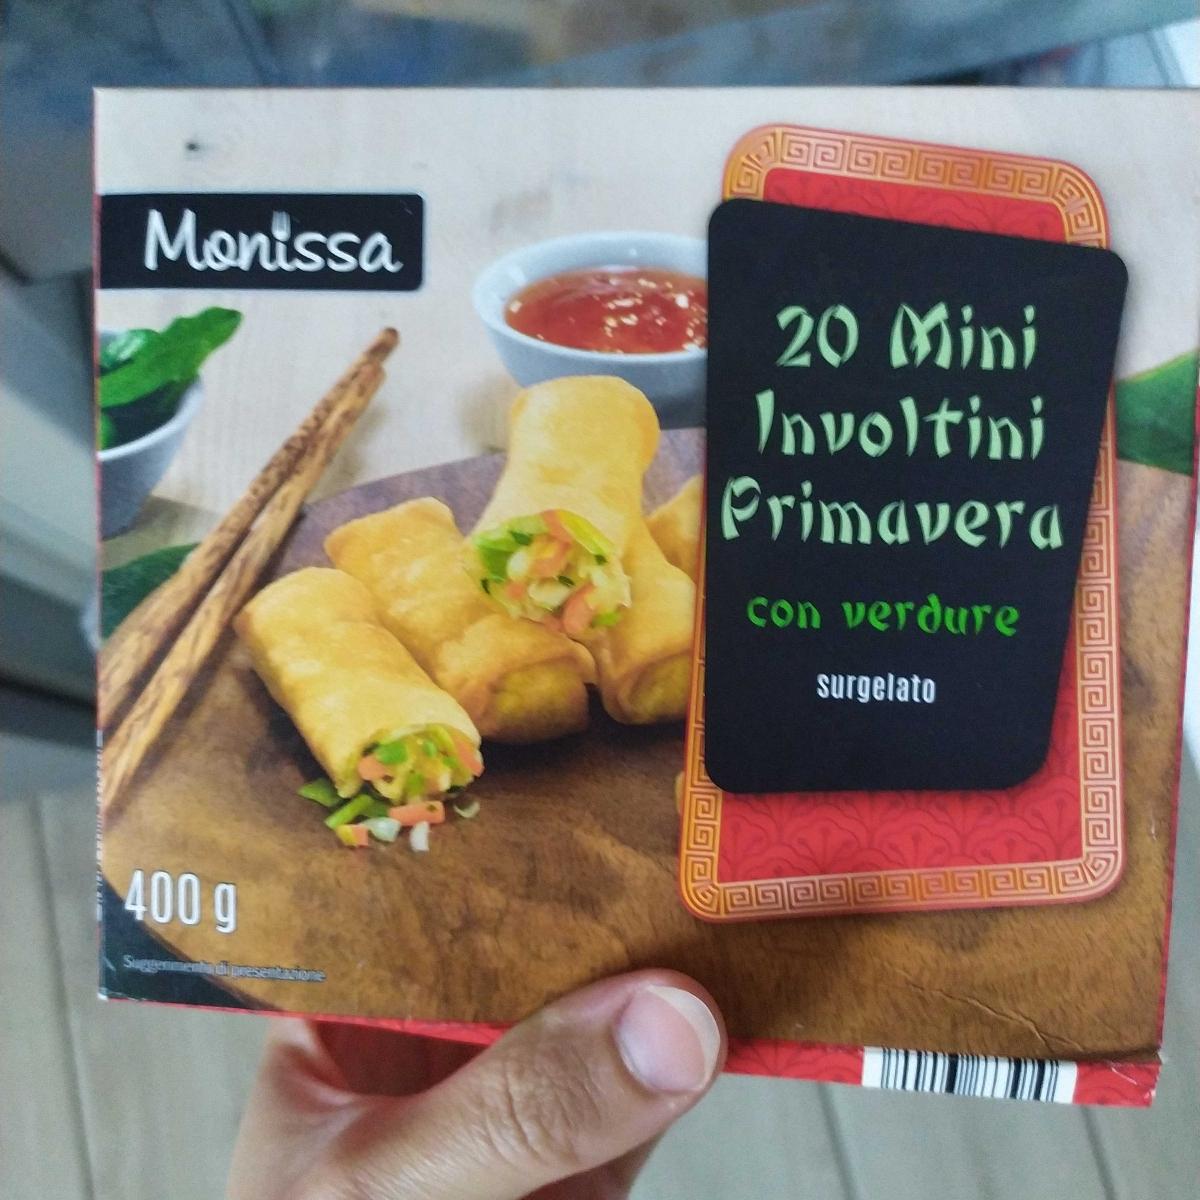 Monissa
20 Mini
Involtini
Primavera
con verdure
surgelato
400 g
Suggerimento di presentazione